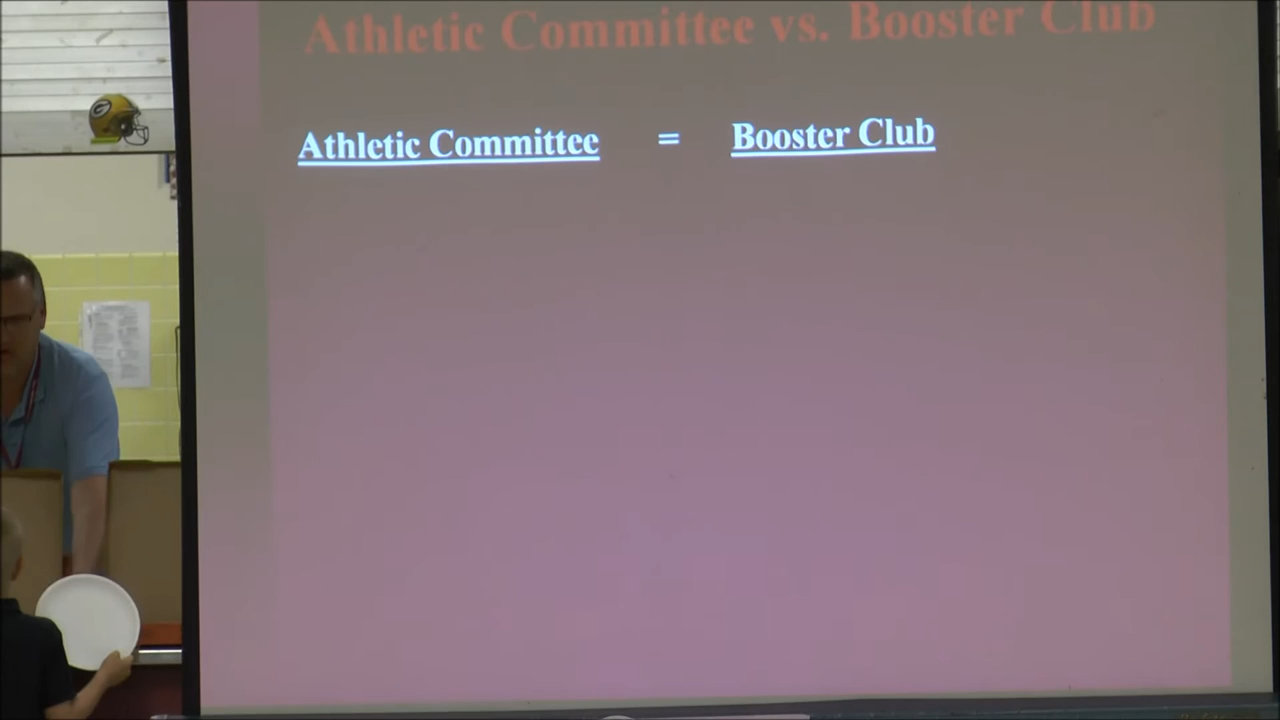 Athletic Committee vs. Booster Club
Athletic Committee = Booster Club
G